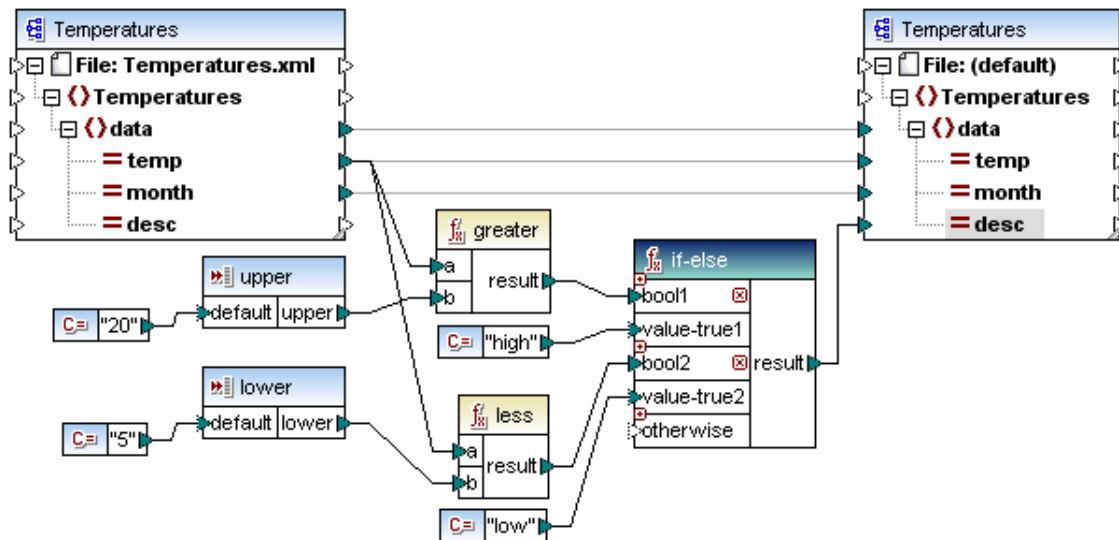 Temperatures
File: Temperatures.xml
Temperatures
data
temp
month
desc
Temperatures
File: (default)
Temperatures
data
temp
month
desc
greater
a
b
result
upper
default upper
C= "20"
lower
default lower
C= "5"
C= "high"
less
a
b
result
C= "low"
if-else
bool1
value-true1
bool2
value-true2
otherwise
result